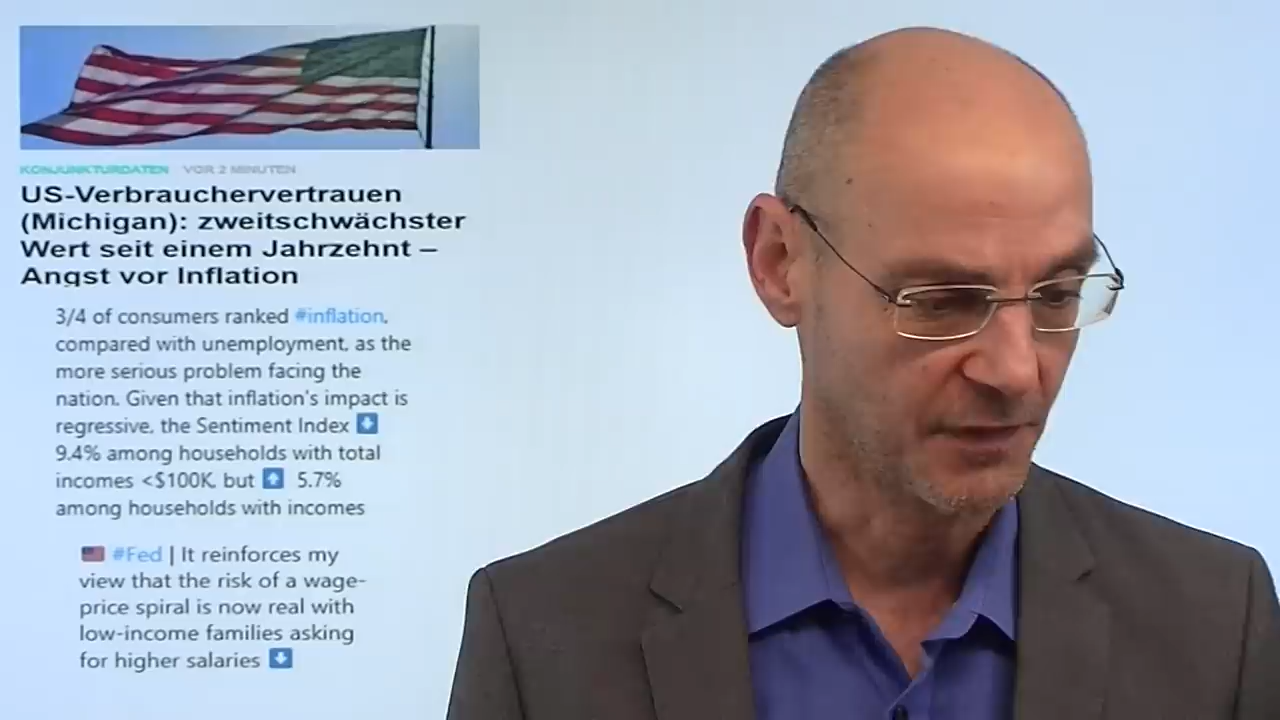 KONJUNKTURDATEN VOR 2 MINUTEN
US-Verbrauchervertrauen
(Michigan): zweitschwächster
Wert seit einem Jahrzehnt –
Angst vor Inflation
3/4 of consumers ranked #inflation,
compared with unemployment, as the
more serious problem facing the
nation. Given that inflation's impact is
regressive, the Sentiment Index ⬇
9.4% among households with total
incomes <$100K, but ⬆ 5.7%
among households with incomes
🇺🇸 #Fed | It reinforces my
view that the risk of a wage-
price spiral is now real with
low-income families asking
for higher salaries ⬇